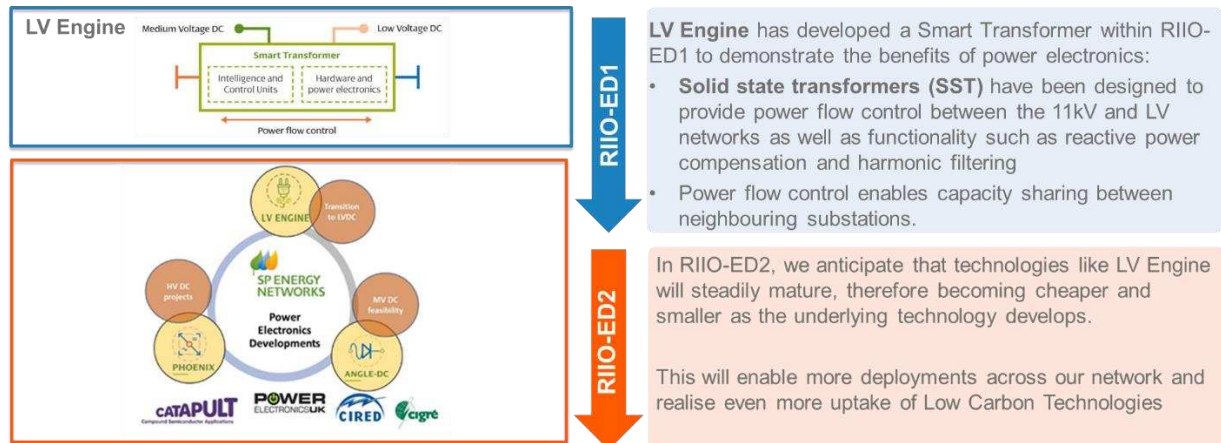 LV Engine
Medium Voltage DC
Low Voltage DC
Smart Transformer
Intelligence and
Control Units
Hardware and
power electronics
Power flow control
RIIO-ED1
LV Engine has developed a Smart Transformer within RIIO-
ED1 to demonstrate the benefits of power electronics:
• Solid state transformers (SST) have been designed to
provide power flow control between the 11kV and LV
networks as well as functionality such as reactive power
compensation and harmonic filtering
• Power flow control enables capacity sharing between
neighbouring substations.
LV ENGINE
Transition
to LVDC
SP ENERGY
NETWORKS
Power
Electronics
Developments
HV DC
projects
MV DC
feasibility
PHOENIX
ANGLE-DC
CATAPULT
Compound Semiconductor Applications
POWER
ELECTRONICS UK
CIRED
cigre
RIIO-ED2
In RIIO-ED2, we anticipate that technologies like LV Engine
will steadily mature, therefore becoming cheaper and
smaller as the underlying technology develops.
This will enable more deployments across our network and
realise even more uptake of Low Carbon Technologies